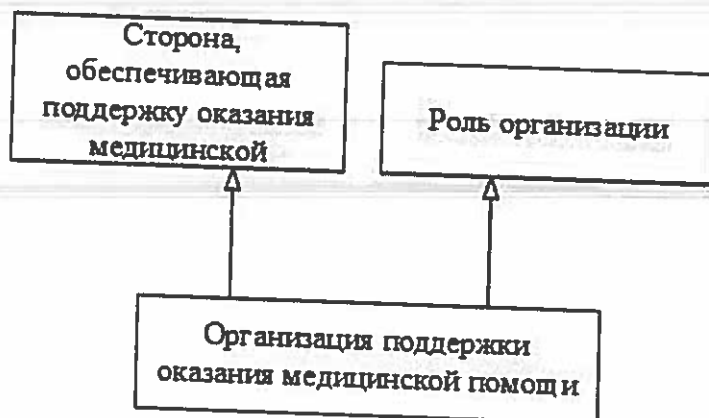 Сторона,
обеспечивающая
поддержку оказания
медицинской
Роль организации
Организация поддержки
оказания медицинской помощи